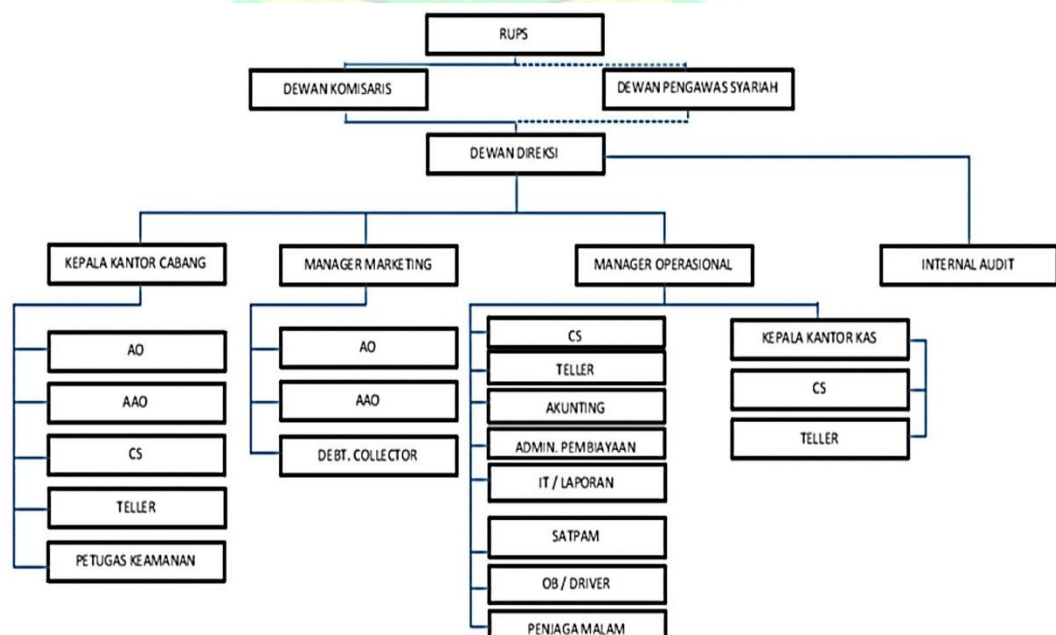 RUPS
DEWAN KOMISARIS
DEWAN PENGAWAS SYARIAH
DEWAN DIREKSI
KEPALA KANTOR CABANG
MANAGER MARKETING
MANAGER OPERASIONAL
INTERNAL AUDIT
AO
AAO
CS
TELLER
PETUGAS KEAMANAN
AO
AAO
DEBT. COLLECTOR
CS
TELLER
AKUNTING
ADMIN. PEMBIAYAAN
IT / LAPORAN
SATPAM
OB / DRIVER
PENJAGA MALAM
KEPALA KANTOR KAS
CS
TELLER